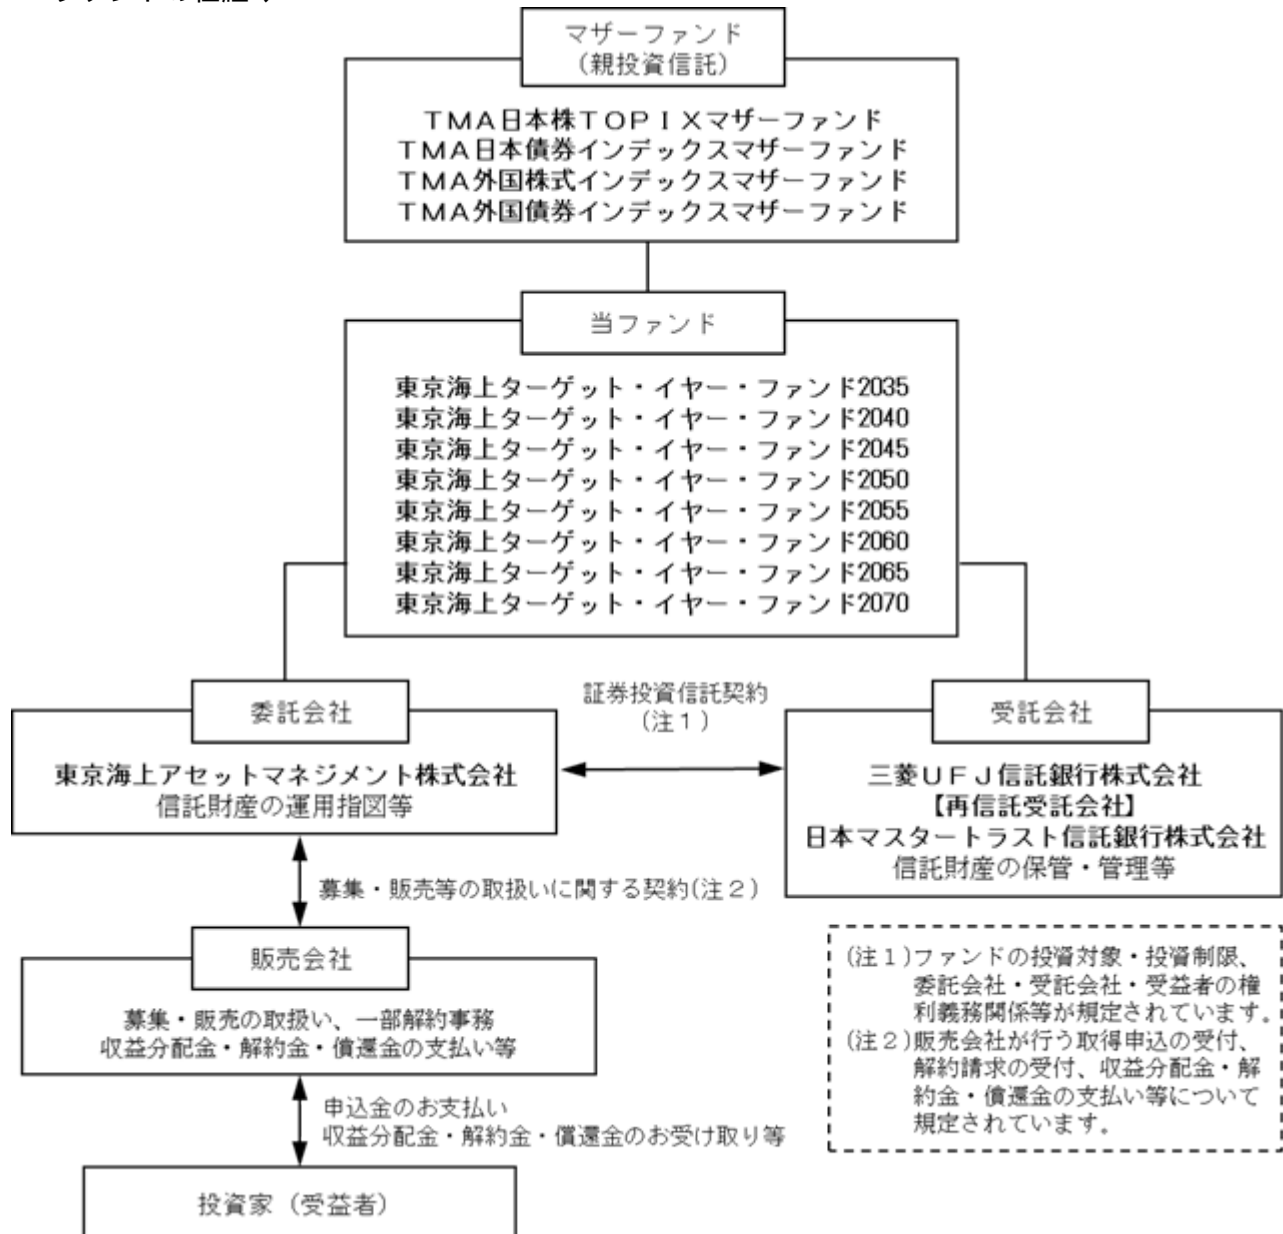 マザーファンド
(親投資信託)
TMA日本株TOPIXマザーファンド
TMA日本債券インデックスマザーファンド
TMA外国株式インデックスマザーファンド
TMA外国債券インデックスマザーファンド
当ファンド
東京海上ターゲット・イヤー・ファンド2035
東京海上ターゲット・イヤー・ファンド2040
東京海上ターゲット・イヤー・ファンド2045
東京海上ターゲット・イヤー・ファンド2050
東京海上ターゲット・イヤー・ファンド2055
東京海上ターゲット・イヤー・ファンド2060
東京海上ターゲット・イヤー・ファンド2065
東京海上ターゲット・イヤー・ファンド2070
委託会社
東京海上アセットマネジメント株式会社
信託財産の運用指図等
証券投資信託契約
(注1)
受託会社
三菱UFJ信託銀行株式会社
【再信託受託会社】
日本マスタートラスト信託銀行株式会社
信託財産の保管・管理等
募集・販売等の取扱いに関する契約(注2)
販売会社
募集・販売の取扱い、一部解約事務
収益分配金・解約金・償還金の支払い等
申込金のお支払い
収益分配金・解約金・償還金のお受け取り等
投資家(受益者)
(注1)ファンドの投資対象・投資制限、
委託会社・受託会社・受益者の権
利義務関係等が規定されています。
(注2)販売会社が行う取得申込の受付、
解約請求の受付、収益分配金・解
約金・償還金の支払い等について
規定されています。